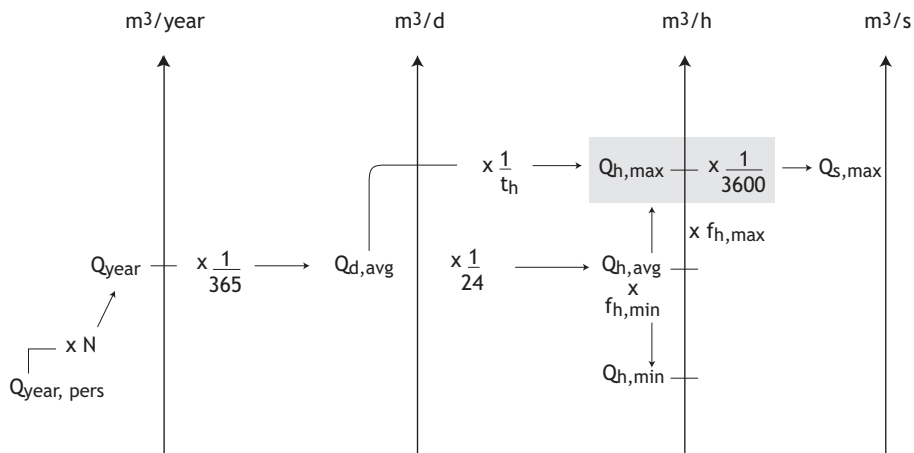 m³/year m³/d m³/h m³/s
x 1/t_h Q_h,max x 1/3600 Q_s,max
x f_h,max
Q_year x 1/365 Q_d,avg x 1/24 Q_h,avg
x
f_h,min
x N
Q_h,min
Q_year, pers